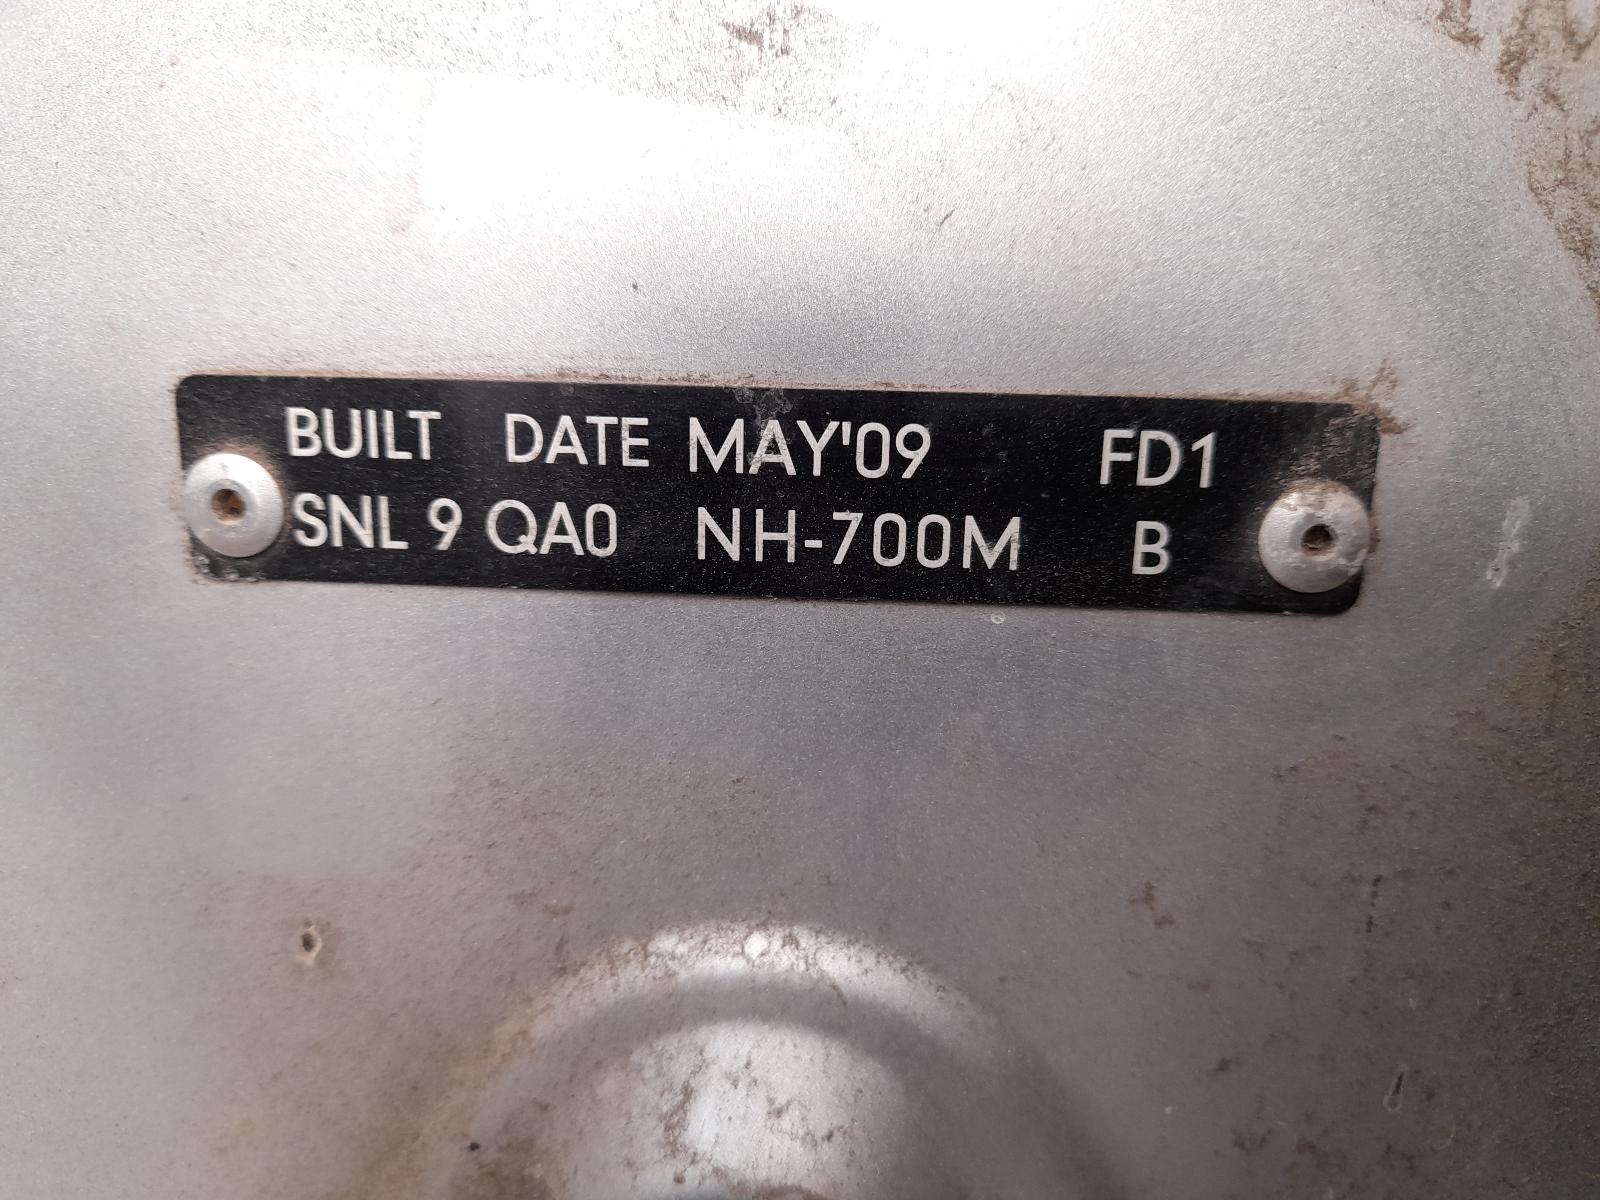 BUILT DATE MAY'09 FD1
SNL 9 QA0 NH-700M B